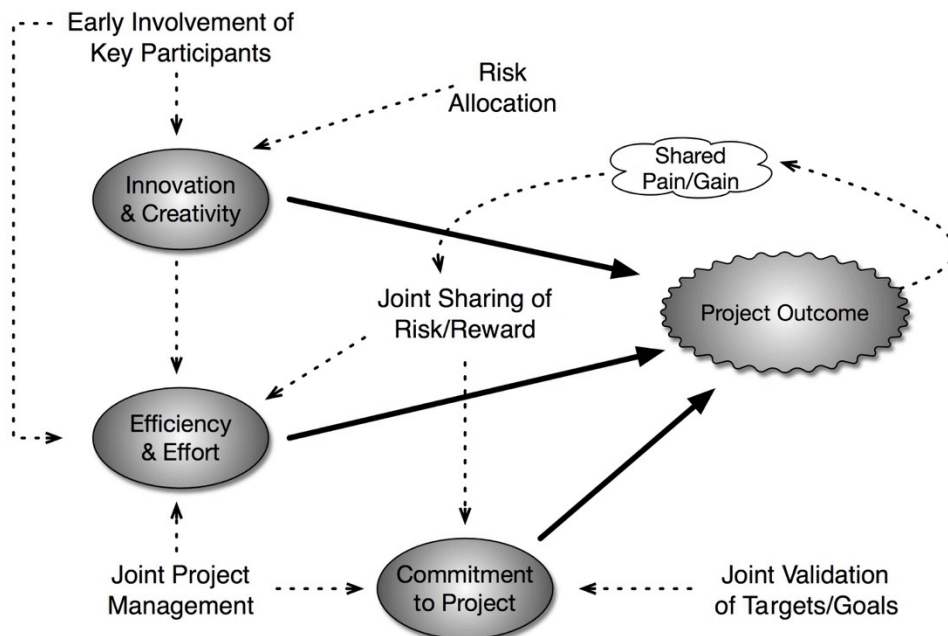 Early Involvement of
Key Participants
Risk
Allocation
Shared
Pain/Gain
Innovation
& Creativity
Joint Sharing of
Risk/Reward
Project Outcome
Efficiency
& Effort
Joint Project
Management
Commitment
to Project
Joint Validation
of Targets/Goals